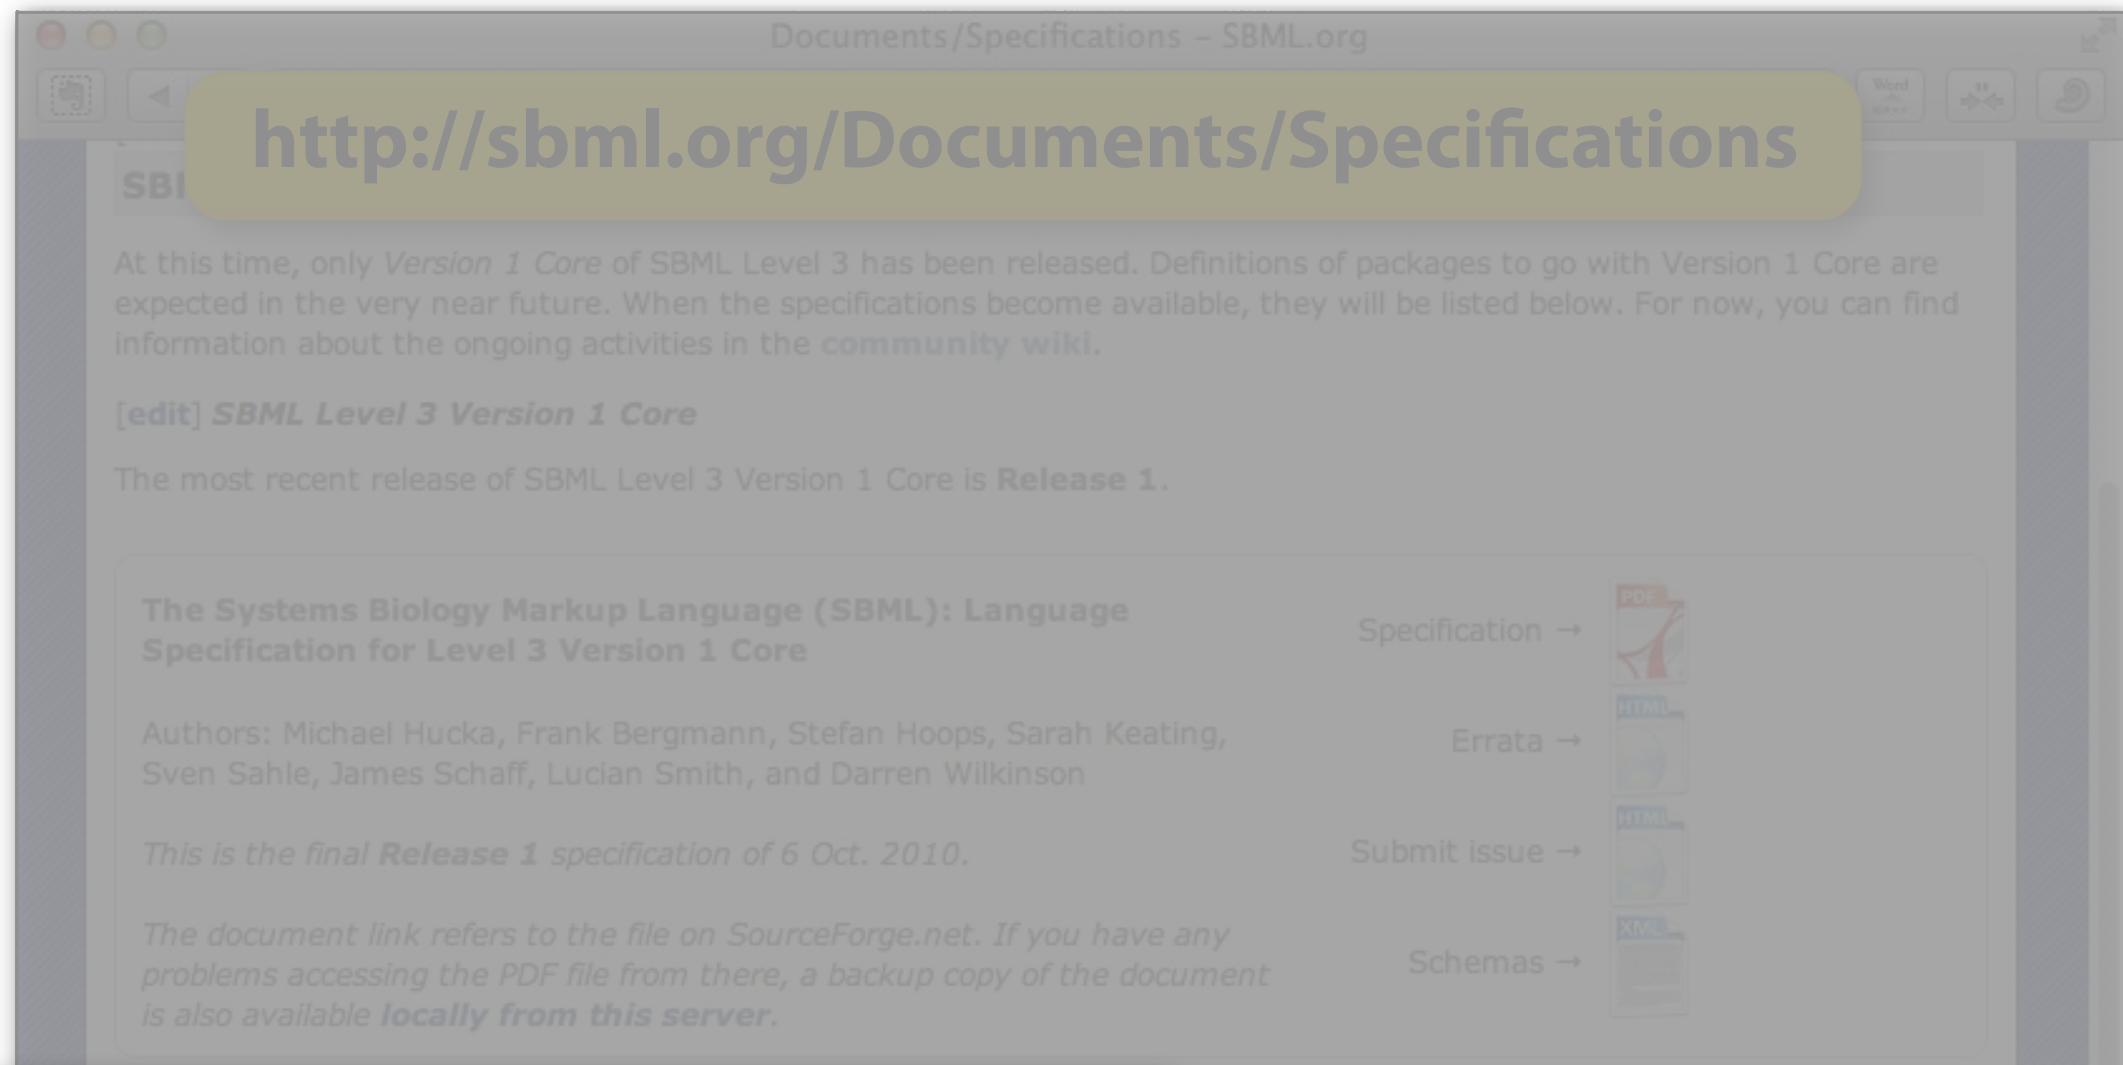 Documents/Specifications – SBML.org
Word
http://sbml.org/Documents/Specifications
At this time, only Version 1 Core of SBML Level 3 has been released. Definitions of packages to go with Version 1 Core are
expected in the very near future. When the specifications become available, they will be listed below. For now, you can find
information about the ongoing activities in the community wiki.
[edit] SBML Level 3 Version 1 Core
The most recent release of SBML Level 3 Version 1 Core is Release 1.
The Systems Biology Markup Language (SBML): Language
Specification for Level 3 Version 1 Core
Authors: Michael Hucka, Frank Bergmann, Stefan Hoops, Sarah Keating,
Sven Sahle, James Schaff, Lucian Smith, and Darren Wilkinson
This is the final Release 1 specification of 6 Oct. 2010.
The document link refers to the file on SourceForge.net. If you have any
problems accessing the PDF file from there, a backup copy of the document
is also available locally from this server.
Specification →
PDF
Errata →
HTML
Submit issue →
HTML
Schemas →
XML